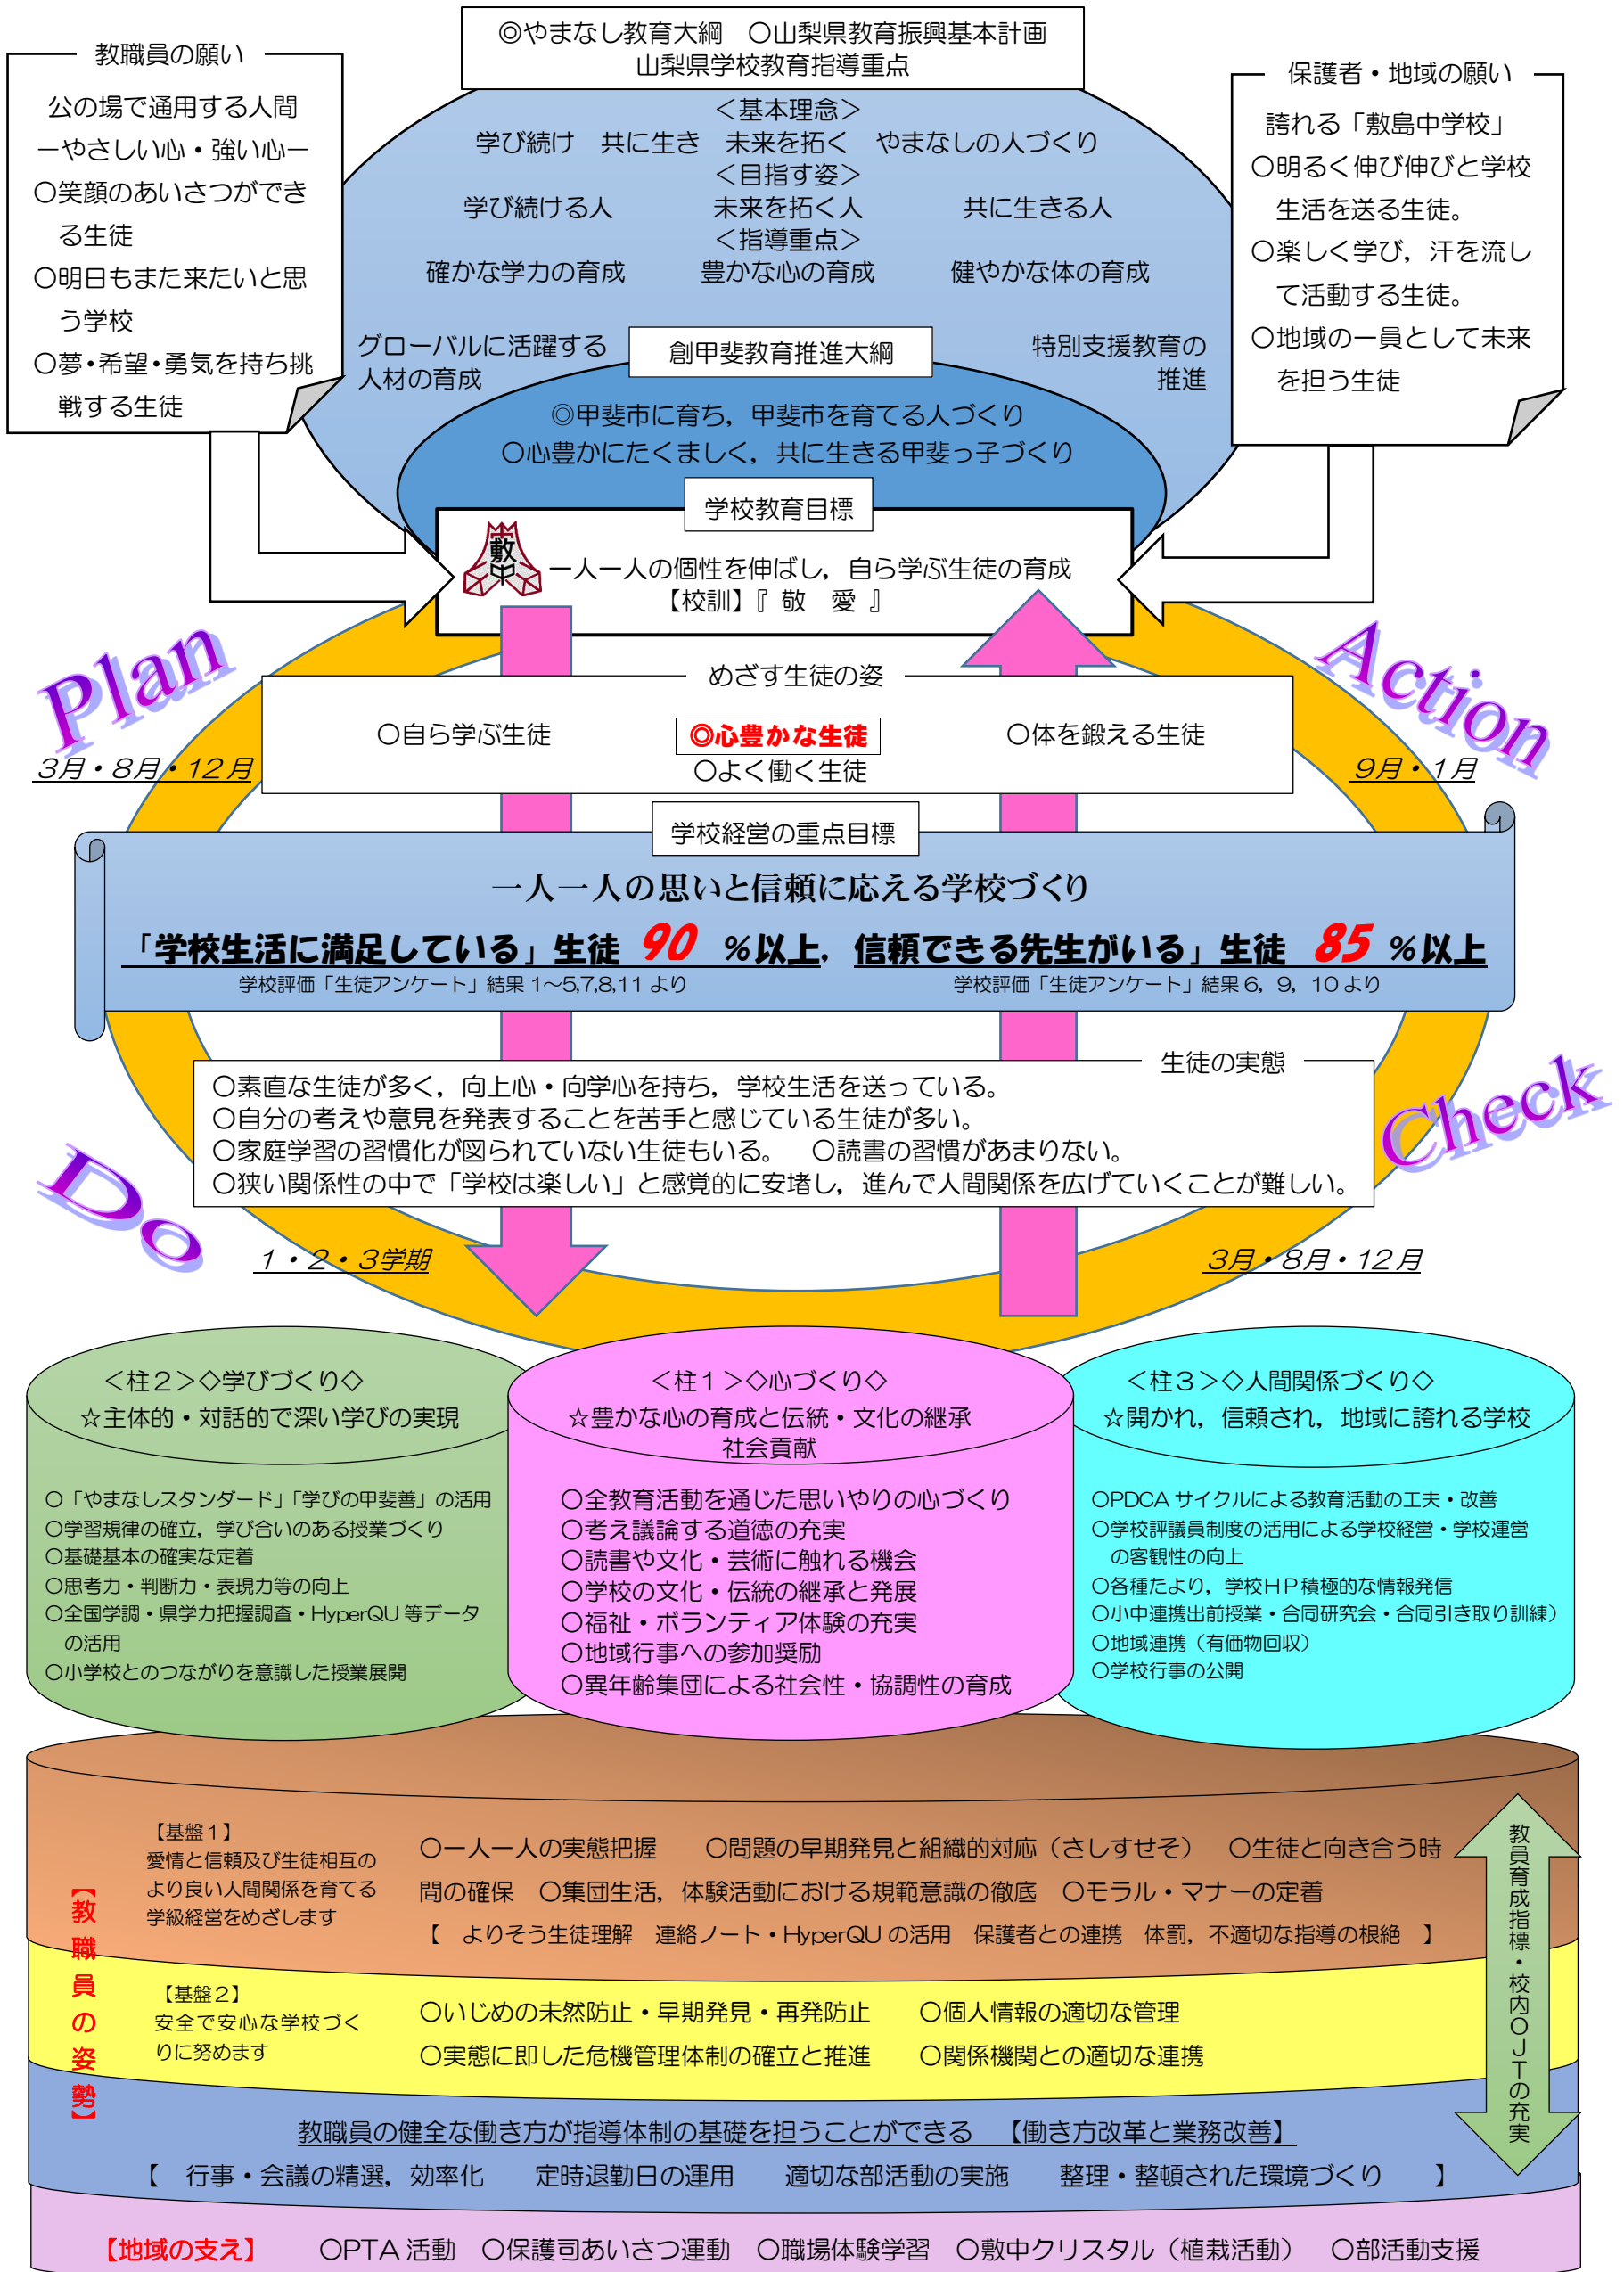 ◎やまなし教育大綱　〇山梨県教育振興基本計画
山梨県学校教育指導重点
教職員の願い
公の場で通用する人間
ーやさしい心・強い心ー
〇笑顔のあいさつができ
る生徒
〇明日もまた来たいと思
う学校
〇夢・希望・勇気を持ち挑
戦する生徒
保護者・地域の願い
誇れる「敷島中学校」
〇明るく伸び伸びと学校
生活を送る生徒。
〇楽しく学び，汗を流し
て活動する生徒。
〇地域の一員として未来
を担う生徒
＜基本理念＞
学び続け　共に生き　未来を拓く　やまなしの人づくり
＜目指す姿＞
学び続ける人　未来を拓く人　共に生きる人
＜指導重点＞
確かな学力の育成　豊かな心の育成　健やかな体の育成
グローバルに活躍する
人材の育成
特別支援教育の
推進
創甲斐教育推進大綱
◎甲斐市に育ち，甲斐市を育てる人づくり
〇心豊かにたくましく，共に生きる甲斐っ子づくり
学校教育目標
敷中
一人一人の個性を伸ばし，自ら学ぶ生徒の育成
【校訓】『 敬　愛 』
Plan
3月・8月・12月
Action
9月・1月
めざす生徒の姿
〇自ら学ぶ生徒　◎心豊かな生徒　〇体を鍛える生徒
〇よく働く生徒
学校経営の重点目標
一人一人の思いと信頼に応える学校づくり
「学校生活に満足している」生徒 90 ％以上，信頼できる先生がいる」生徒 85 ％以上
学校評価「生徒アンケート」結果 1～5,7,8,11 より　学校評価「生徒アンケート」結果 6，9，10 より
生徒の実態
〇素直な生徒が多く，向上心・向学心を持ち，学校生活を送っている。
〇自分の考えや意見を発表することを苦手と感じている生徒が多い。
〇家庭学習の習慣化が図られていない生徒もいる。　〇読書の習慣があまりない。
〇狭い関係性の中で「学校は楽しい」と感覚的に安堵し，進んで人間関係を広げていくことが難しい。
Do
1・2・3学期
Check
3月・8月・12月
＜柱２＞◇学びづくり◇
☆主体的・対話的で深い学びの実現
〇「やまなしスタンダード」「学びの甲斐善」の活用
〇学習規律の確立，学び合いのある授業づくり
〇基礎基本の確実な定着
〇思考力・判断力・表現力等の向上
〇全国学調・県学力把握調査・HyperQU 等データ
の活用
〇小学校とのつながりを意識した授業展開
＜柱１＞◇心づくり◇
☆豊かな心の育成と伝統・文化の継承
社会貢献
〇全教育活動を通じた思いやりの心づくり
〇考え議論する道徳の充実
〇読書や文化・芸術に触れる機会
〇学校の文化・伝統の継承と発展
〇福祉・ボランティア体験の充実
〇地域行事への参加奨励
〇異年齢集団による社会性・協調性の育成
＜柱３＞◇人間関係づくり◇
☆開かれ，信頼され，地域に誇れる学校
〇PDCA サイクルによる教育活動の工夫・改善
〇学校評議員制度の活用による学校経営・学校運営
の客観性の向上
〇各種たより，学校ＨＰ積極的な情報発信
〇小中連携出前授業・合同研究会・合同引き取り訓練）
〇地域連携（有価物回収）
〇学校行事の公開
【教職員の姿勢】
【基盤１】
愛情と信頼及び生徒相互の
より良い人間関係を育てる
学級経営をめざします
〇一人一人の実態把握　〇問題の早期発見と組織的対応（さしすせそ）　〇生徒と向き合う時
間の確保　〇集団生活，体験活動における規範意識の徹底　〇モラル・マナーの定着
【　よりそう生徒理解　連絡ノート・HyperQU の活用　保護者との連携　体罰，不適切な指導の根絶　】
【基盤２】
安全で安心な学校づく
りに努めます
〇いじめの未然防止・早期発見・再発防止　〇個人情報の適切な管理
〇実態に即した危機管理体制の確立と推進　〇関係機関との適切な連携
教員育成指標・校内ＯＪＴの充実
教職員の健全な働き方が指導体制の基礎を担うことができる　【働き方改革と業務改善】
【　行事・会議の精選，効率化　定時退勤日の運用　適切な部活動の実施　整理・整頓された環境づくり　】
【地域の支え】　〇PTA 活動　〇保護司あいさつ運動　〇職場体験学習　〇敷中クリスタル（植栽活動）　〇部活動支援